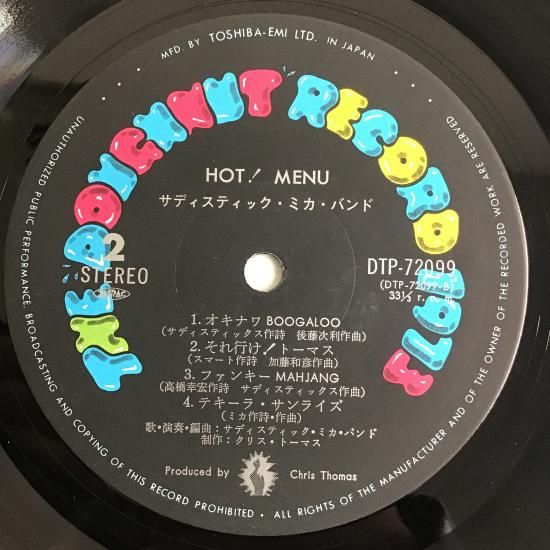 MFD. BY TOSHIBA-EMI LTD. IN JAPAN
DOUGHNUT RECORD
HOT! MENU
サディスティック・ミカ・バンド
2
STEREO
DTP-72099
(DTP-72099-B)
33⅓ r. p. m.
1. オキナワ BOOGALOO
(サディスティックス作詩 後藤次利作曲)
2. それ行け!トーマス
(スマート作詩 加藤和彦作曲)
3. ファンキー MAHJANG
(高橋幸宏作詩 サディスティックス作曲)
4. テキーラ・サンライズ
(ミカ作詩・作曲)
歌・演奏・編曲:サディスティック・ミカ・バンド
制作:クリス・トーマス
Produced by Chris Thomas
UNAUTHORIZED PUBLIC PERFORMANCE, BROADCASTING AND COPYING OF THIS RECORD PROHIBITED • ALL RIGHTS OF THE MANUFACTURER AND OF THE OWNER OF THE RECORDED WORK ARE RESERVED